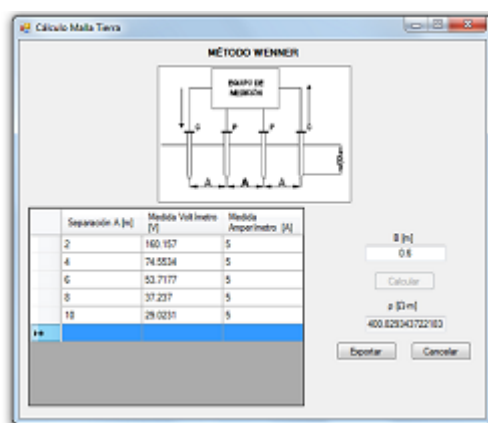 Cálculo Malla Tierra
MÉTODO WENNER
EQUIPO DE
MEDICIÓN
C P P C
A A A
Separación A [m] Medida Voltímetro [V] Medida Amperímetro [A]
2 160.157 5
4 74.5534 5
6 53.7177 5
8 37.237 5
10 29.0231 5
B [m]
0.6
Calcular
ρ [Ω·m]
400.829343722183
Exportar Cancelar